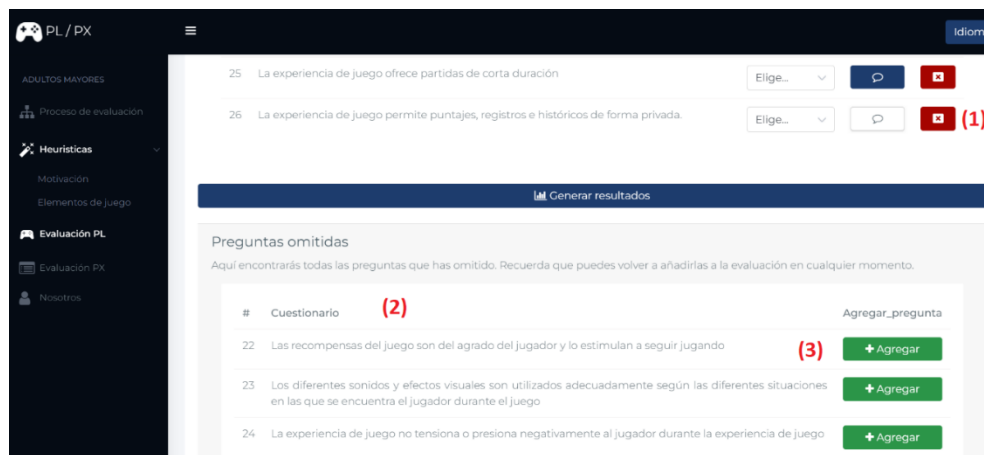 PL / PX
Idiom
ADULTOS MAYORES
Proceso de evaluación
Heuristicas
Motivación
Elementos de juego
Evaluación PL
Evaluación PX
Nosotros
25 La experiencia de juego ofrece partidas de corta duración Elige...
26 La experiencia de juego permite puntajes, registros e históricos de forma privada. Elige... (1)
Generar resultados
Preguntas omitidas
Aquí encontrarás todas las preguntas que has omitido. Recuerda que puedes volver a añadirlas a la evaluación en cualquier momento.
# Cuestionario (2) Agregar_pregunta
22 Las recompensas del juego son del agrado del jugador y lo estimulan a seguir jugando (3) + Agregar
23 Los diferentes sonidos y efectos visuales son utilizados adecuadamente según las diferentes situaciones
en las que se encuentra el jugador durante el juego + Agregar
24 La experiencia de juego no tensiona o presiona negativamente al jugador durante la experiencia de juego + Agregar